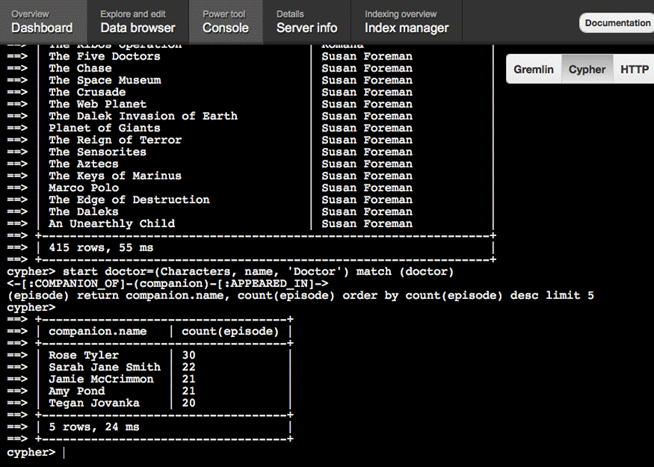 Overview Explore and edit Power tool Details Indexing overview
Dashboard Data browser Console Server info Index manager
Documentation
Gremlin Cypher HTTP
==> | The Ribos Operation | Romana |
==> | The Five Doctors | Susan Foreman |
==> | The Chase | Susan Foreman |
==> | The Space Museum | Susan Foreman |
==> | The Crusade | Susan Foreman |
==> | The Web Planet | Susan Foreman |
==> | The Dalek Invasion of Earth | Susan Foreman |
==> | Planet of Giants | Susan Foreman |
==> | The Reign of Terror | Susan Foreman |
==> | The Sensorites | Susan Foreman |
==> | The Aztecs | Susan Foreman |
==> | The Keys of Marinus | Susan Foreman |
==> | Marco Polo | Susan Foreman |
==> | The Edge of Destruction | Susan Foreman |
==> | The Daleks | Susan Foreman |
==> | An Unearthly Child | Susan Foreman |
==> +------------------------------------------------------------------+
==> | 415 rows, 55 ms |
==> +------------------------------------------------------------------+
cypher> start doctor=(Characters, name, 'Doctor') match (doctor)
<-[:COMPANION_OF]-(companion)-[:APPEARED_IN]->
(episode) return companion.name, count(episode) order by count(episode) desc limit 5
cypher>
==> +-----------------------------------+
==> | companion.name | count(episode) |
==> +-----------------------------------+
==> | Rose Tyler | 30 |
==> | Sarah Jane Smith | 22 |
==> | Jamie McCrimmon | 21 |
==> | Amy Pond | 21 |
==> | Tegan Jovanka | 20 |
==> +-----------------------------------+
==> | 5 rows, 24 ms |
==> +-----------------------------------+
cypher> |